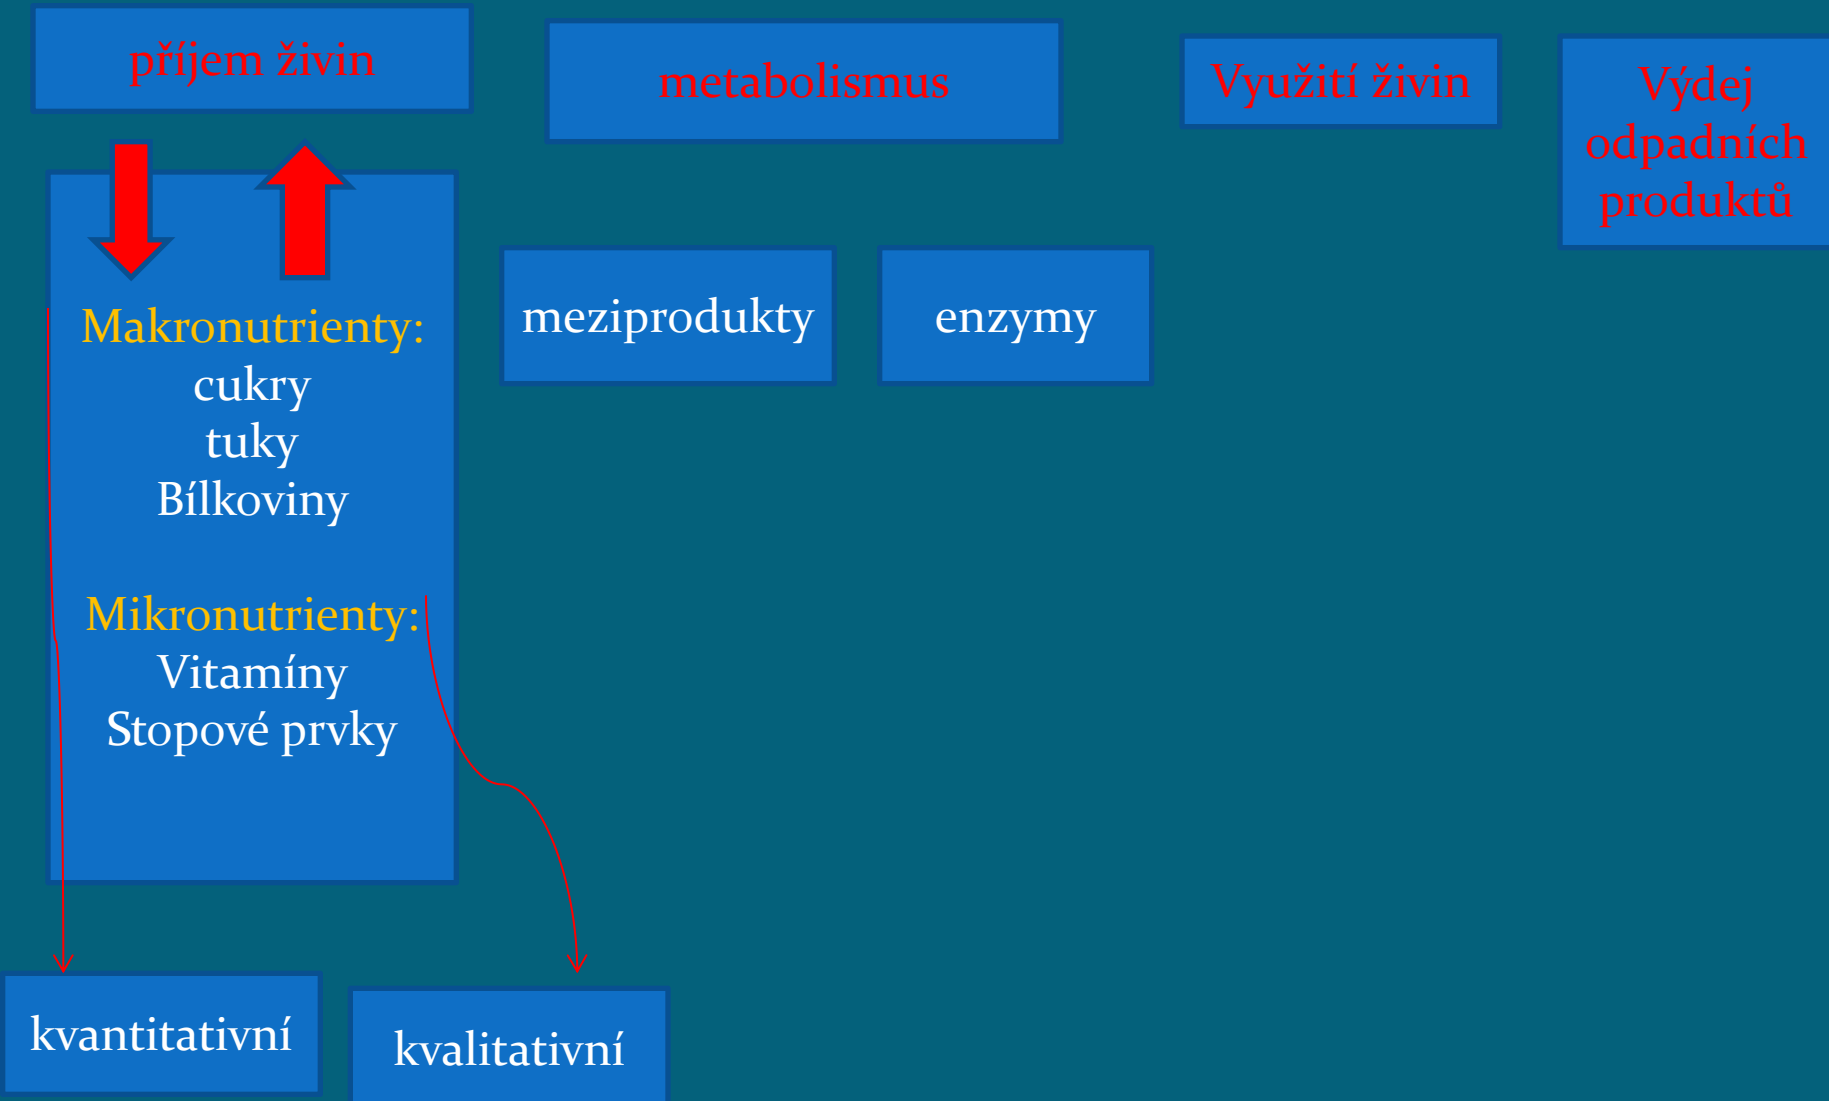 příjem živin
metabolismus
Využití živin
Výdej
odpadních
produktů
Makronutrienty:
cukry
tuky
Bílkoviny
Mikronutrienty:
Vitamíny
Stopové prvky
meziprodukty
enzymy
kvantitativní
kvalitativní